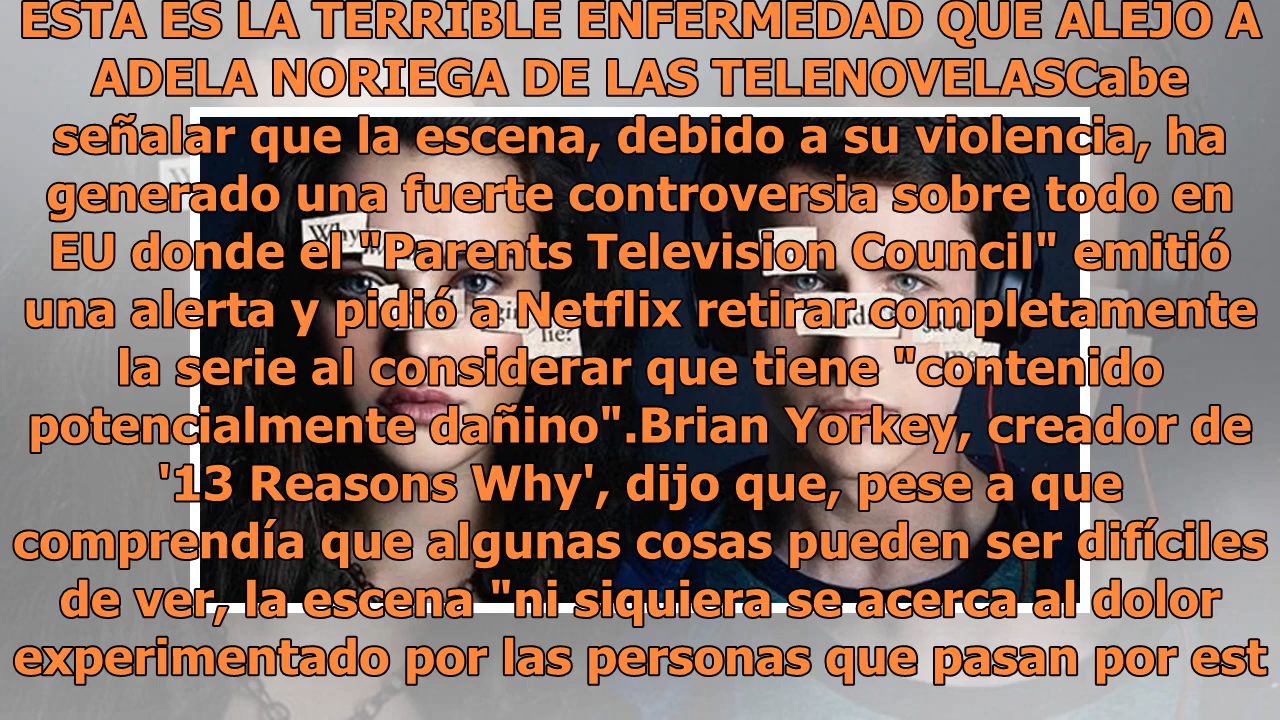 ESTA ES LA TERRIBLE ENFERMEDAD QUE ALEJO A
ADELA NORIEGA DE LAS TELENOVELASCabe
señalar que la escena, debido a su violencia, ha
generado una fuerte controversia sobre todo en
EU donde el "Parents Television Council" emitió
una alerta y pidió a Netflix retirar completamente
la serie al considerar que tiene "contenido
potencialmente dañino".Brian Yorkey, creador de
'13 Reasons Why', dijo que, pese a que
comprendía que algunas cosas pueden ser difíciles
de ver, la escena "ni siquiera se acerca al dolor
experimentado por las personas que pasan por est
Why
lie?
me